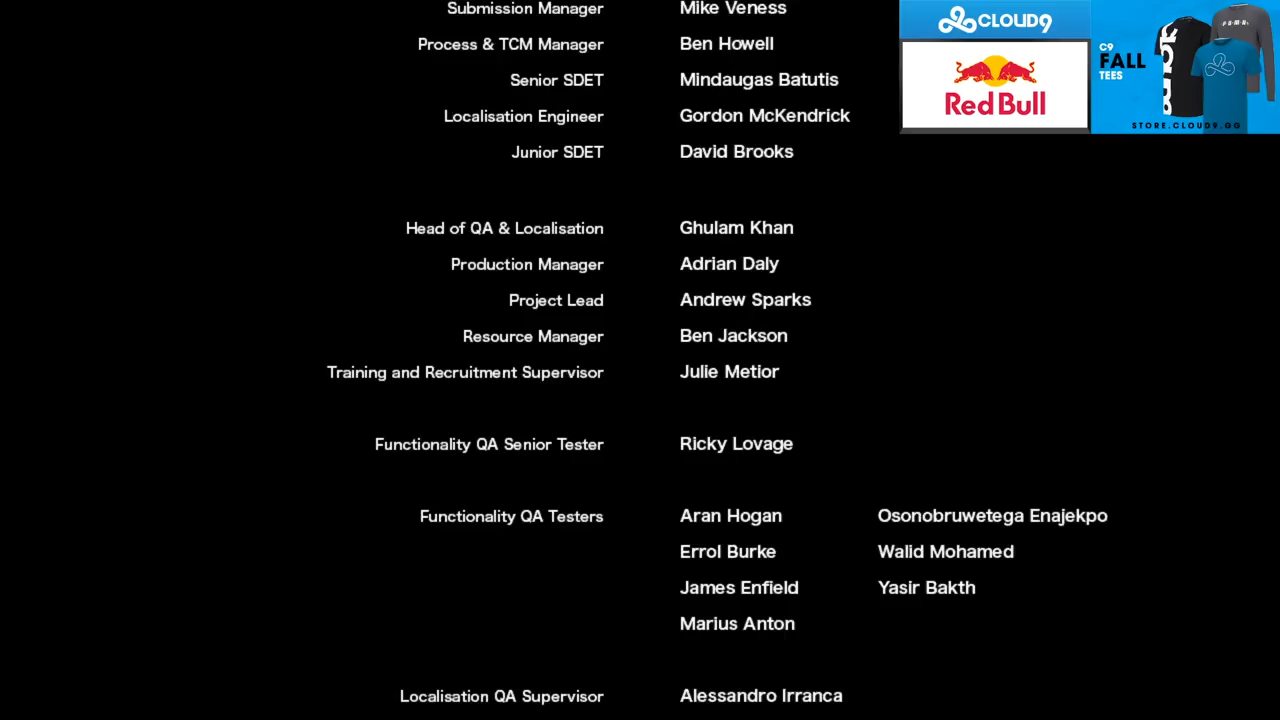 Submission Manager Mike Veness
Process & TCM Manager Ben Howell
Senior SDET Mindaugas Batutis
Localisation Engineer Gordon McKendrick
Junior SDET David Brooks
CLOUD9
Red Bull
C9
FALL
TEES
PUMA
STORE.CLOUD9.GG
Head of QA & Localisation Ghulam Khan
Production Manager Adrian Daly
Project Lead Andrew Sparks
Resource Manager Ben Jackson
Training and Recruitment Supervisor Julie Metior
Functionality QA Senior Tester Ricky Lovage
Functionality QA Testers Aran Hogan Osonobruwetega Enajekpo
Errol Burke Walid Mohamed
James Enfield Yasir Bakth
Marius Anton
Localisation QA Supervisor Alessandro Irranca